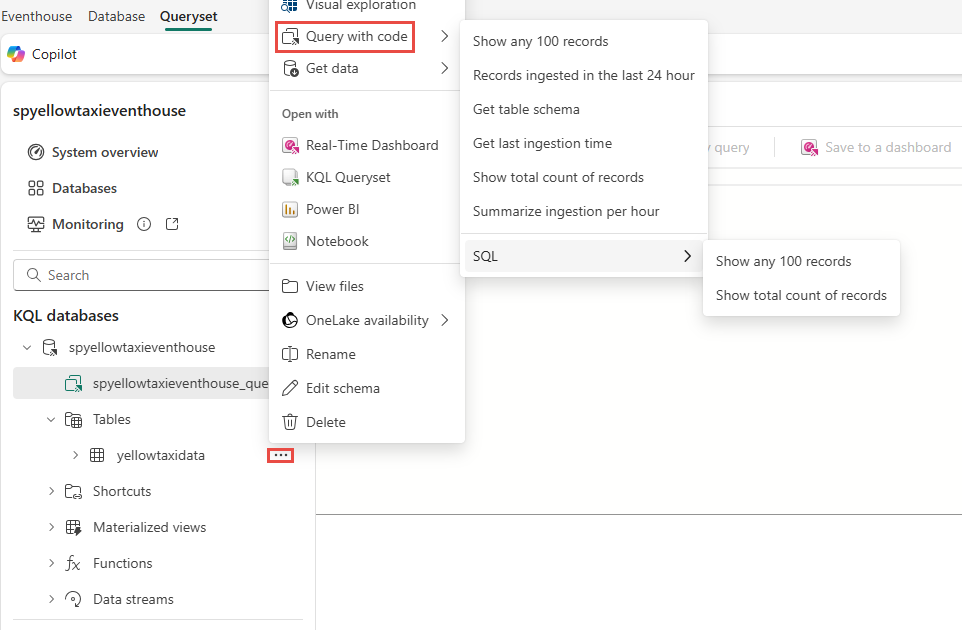 Eventhouse
Database
Queryset
Copilot
spyellowtaxieventhouse
System overview
Databases
Monitoring
Search
KQL databases
spyellowtaxieventhouse
spyellowtaxieventhouse_que
Tables
yellowtaxidata
Shortcuts
Materialized views
Functions
Data streams
Visual exploration
Query with code
Get data
Open with
Real-Time Dashboard
KQL Queryset
Power BI
Notebook
View files
OneLake availability
Rename
Edit schema
Delete
Show any 100 records
Records ingested in the last 24 hour
Get table schema
Get last ingestion time
Show total count of records
Summarize ingestion per hour
SQL
Show any 100 records
Show total count of records
y query
Save to a dashboard